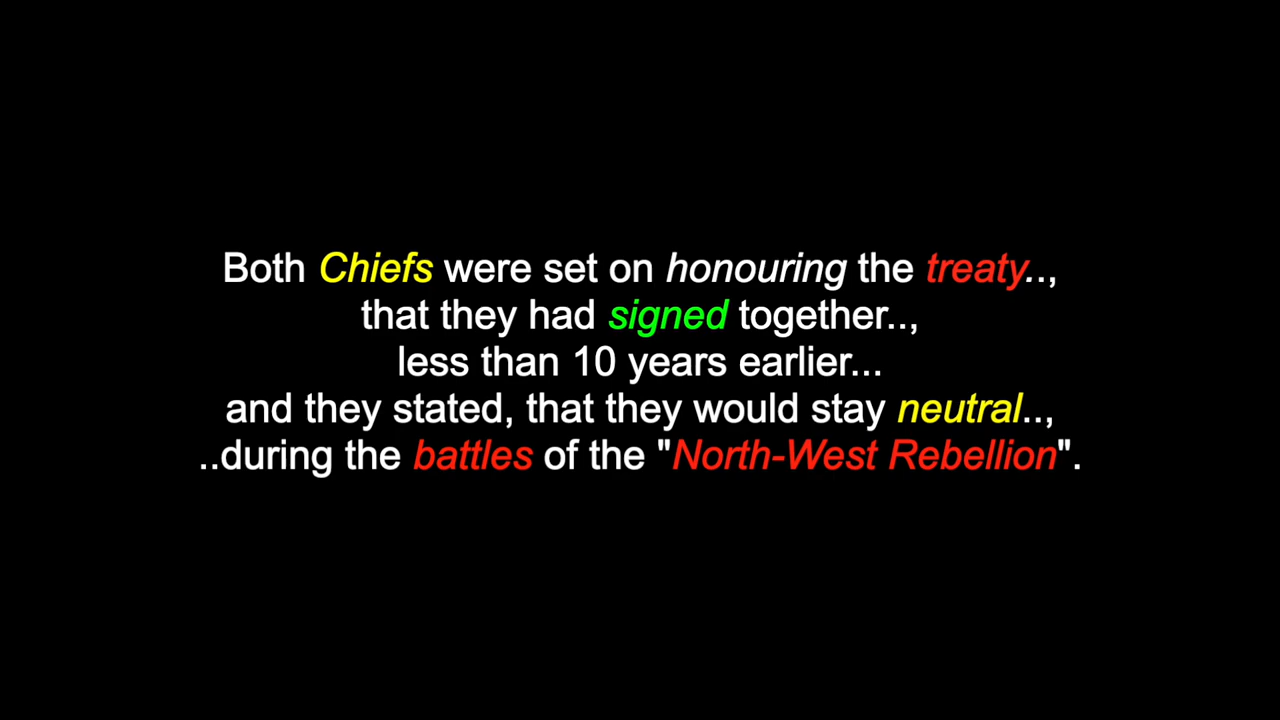 Both Chiefs were set on honouring the treaty..,
that they had signed together..,
less than 10 years earlier...
and they stated, that they would stay neutral..,
..during the battles of the "North-West Rebellion".